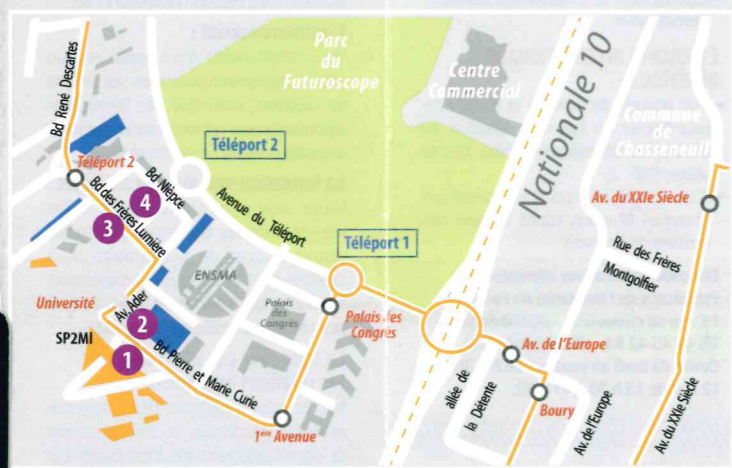 Parc
du
Futuroscope
Centre
Commercial
Nationale 10
Commune
de
Chasseneuil
Bd René Descartes
Téléport 2
Téléport 2
Bd Nièpce
4
Bd des Frères Lumière
3
Avenue du Téléport
Av. du XXIe Siècle
Téléport 1
Rue des Frères
Montgolfier
ENSMA
Université
Av. Ader
Palais
des
Congrès
Palais des
Congrès
SP2MI
2
1
Bd Pierre et Marie Curie
Av. de l'Europe
allée de
la Détente
Boury
Av. de l'Europe
Av. du XXIe Siècle
1ère Avenue